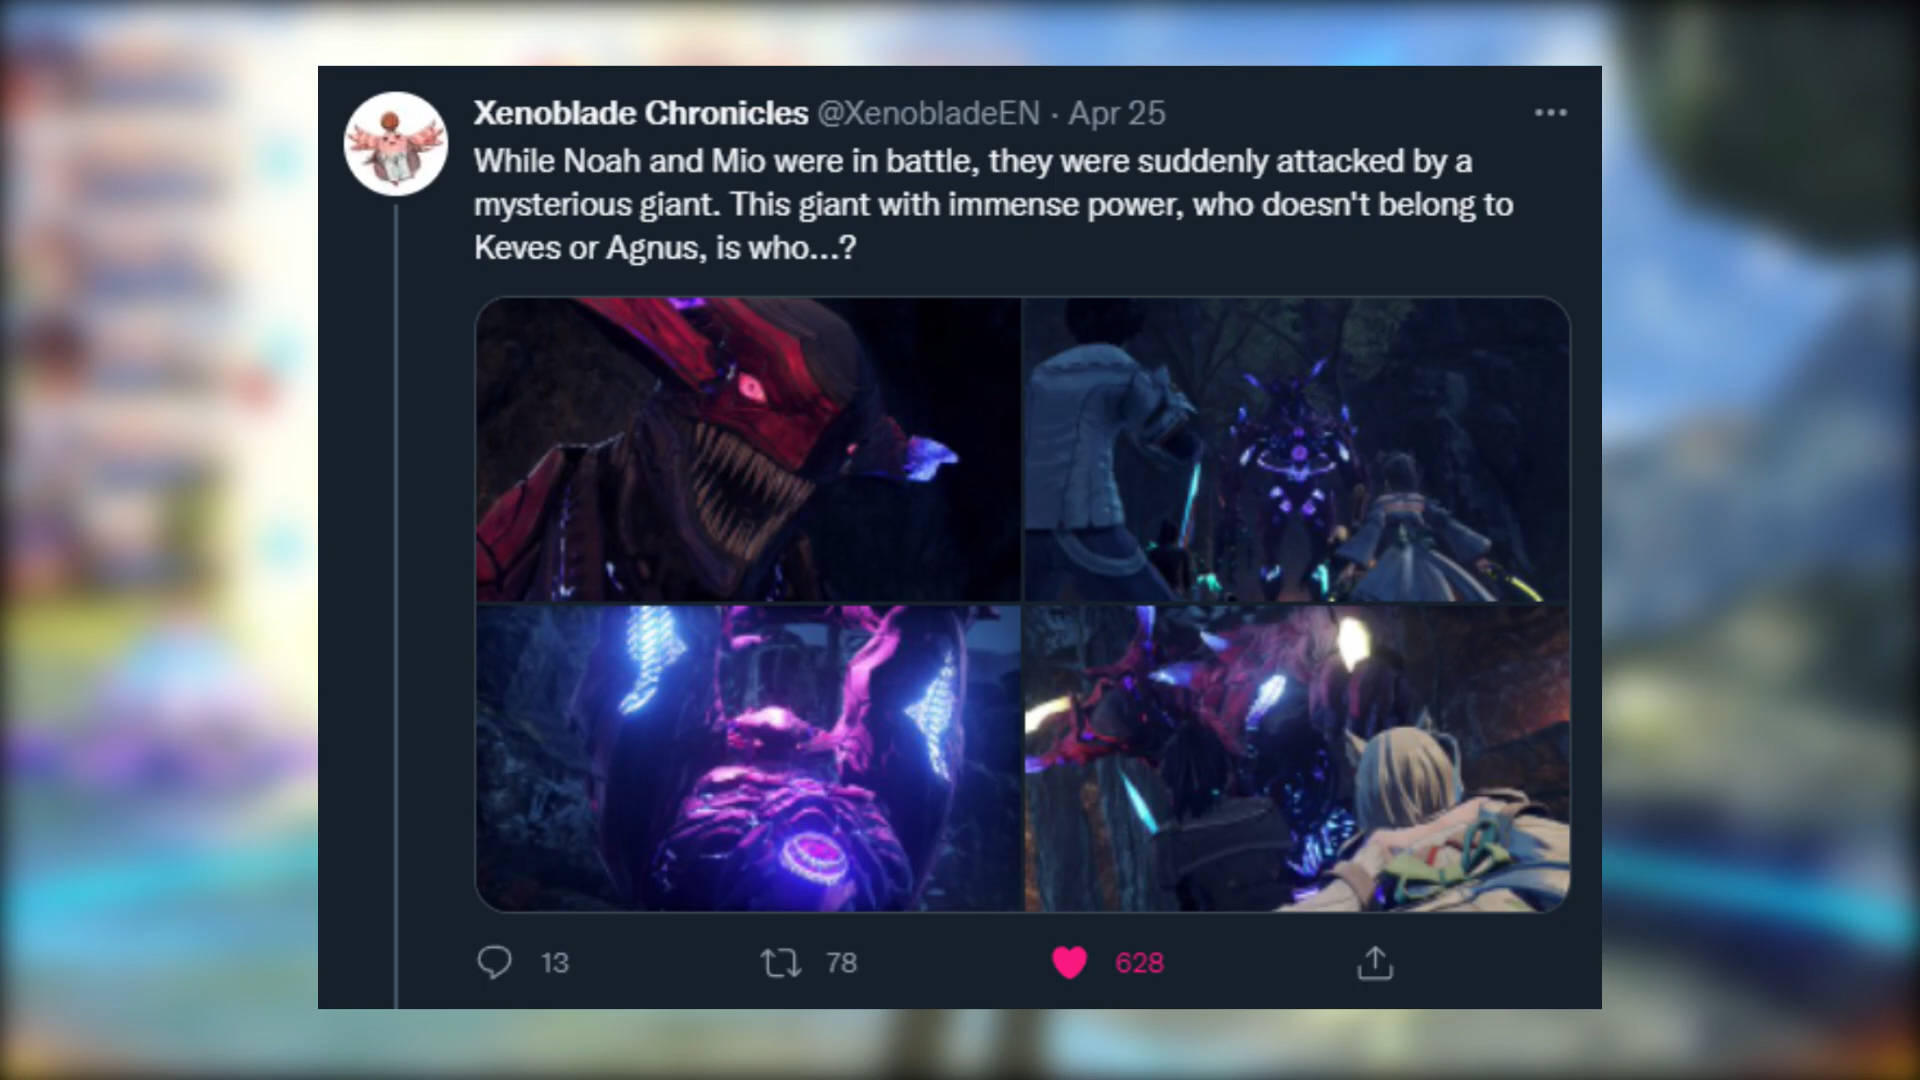 Xenoblade Chronicles @XenobladeEN · Apr 25
While Noah and Mio were in battle, they were suddenly attacked by a
mysterious giant. This giant with immense power, who doesn't belong to
Keves or Agnus, is who...?
13 78 628